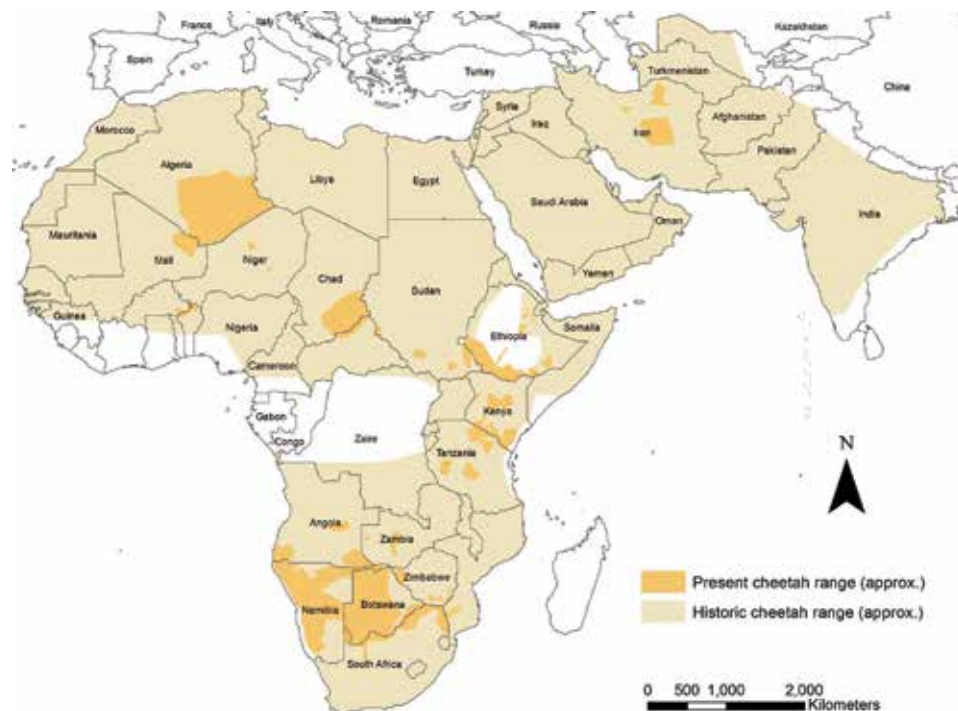 France
Italy
Romania
Russia
Kazakhstan
Spain
Turkey
Turkmenistan
China
Syria
Iraq
Iran
Afghanistan
Pakistan
Morocco
Algeria
Libya
Egypt
Saudi Arabia
Oman
India
Mauritania
Mali
Niger
Chad
Sudan
Yemen
Guinea
Nigeria
Ethiopia
Somalia
Cameroon
Gabon
Congo
Zaire
Kenya
Tanzania
Angola
Zambia
Zimbabwe
Namibia
Botswana
South Africa
N
Present cheetah range (approx.)
Historic cheetah range (approx.)
0 500 1,000 2,000
Kilometers